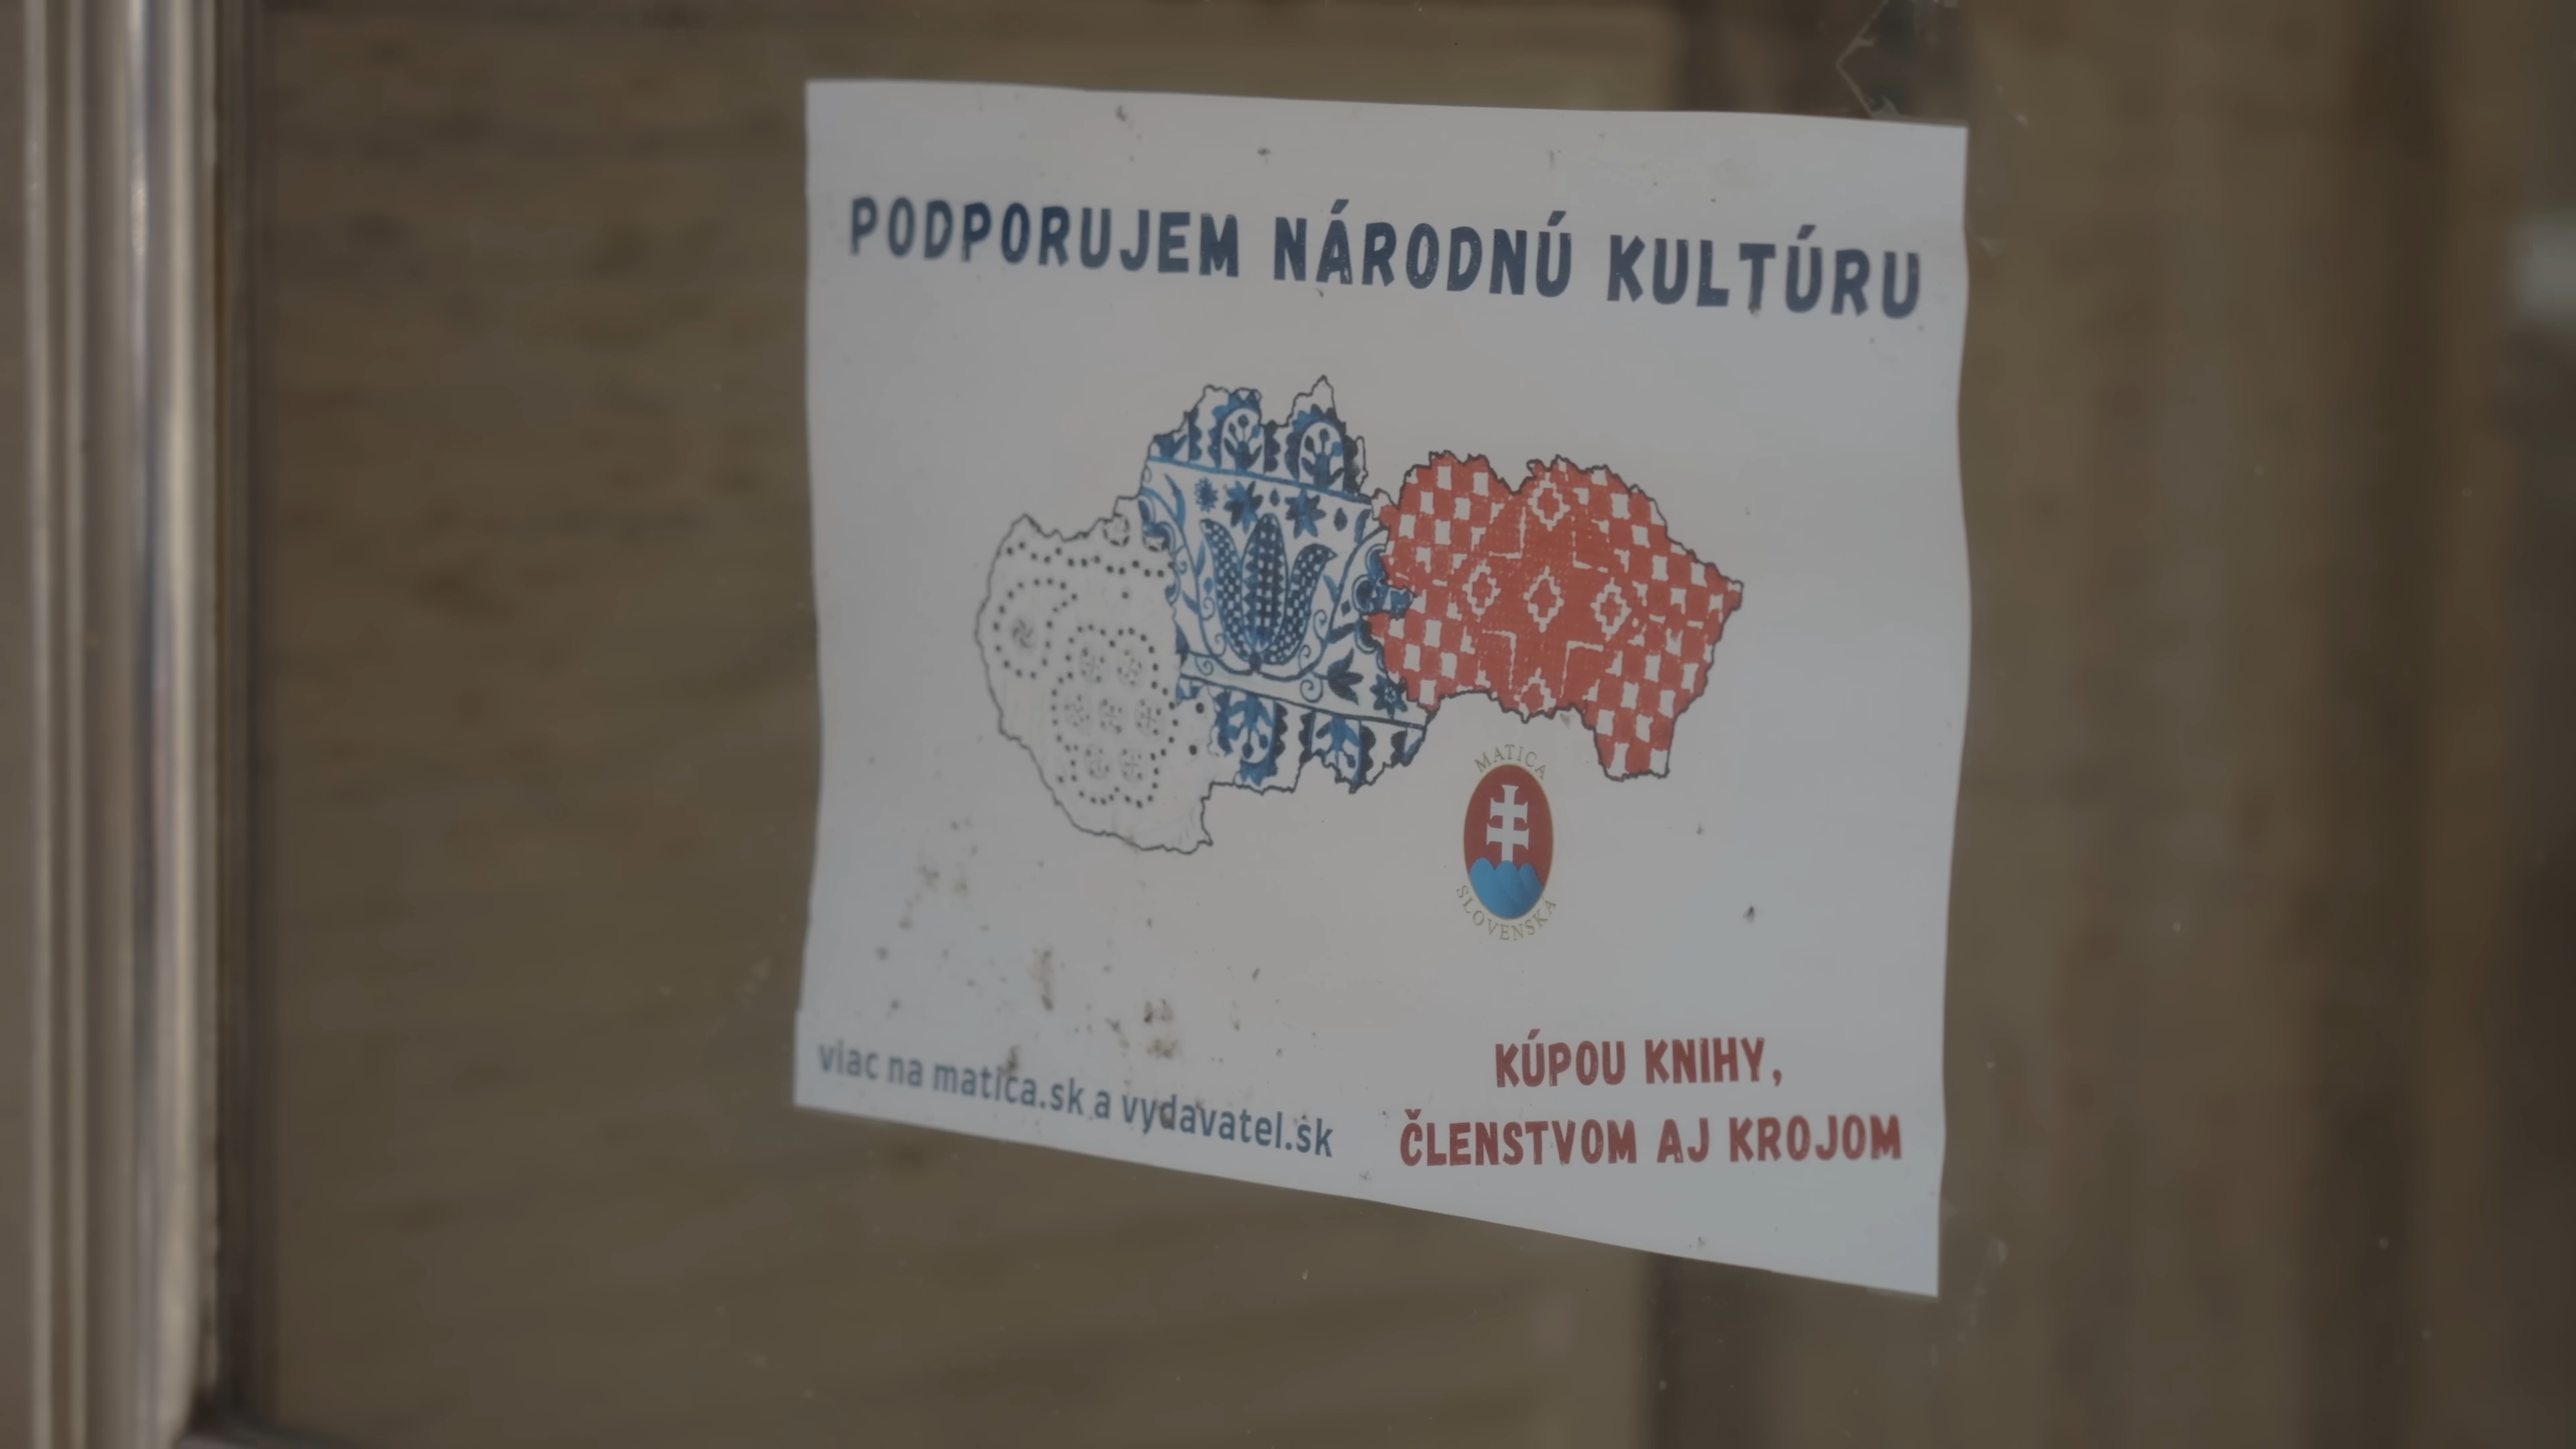 PODPORUJEM NÁRODNÚ KULTÚRU
MATICA
SLOVENSKÁ
viac na matica.sk a vydavatel.sk
KÚPOU KNIHY,
ČLENSTVOM AJ KROJOM